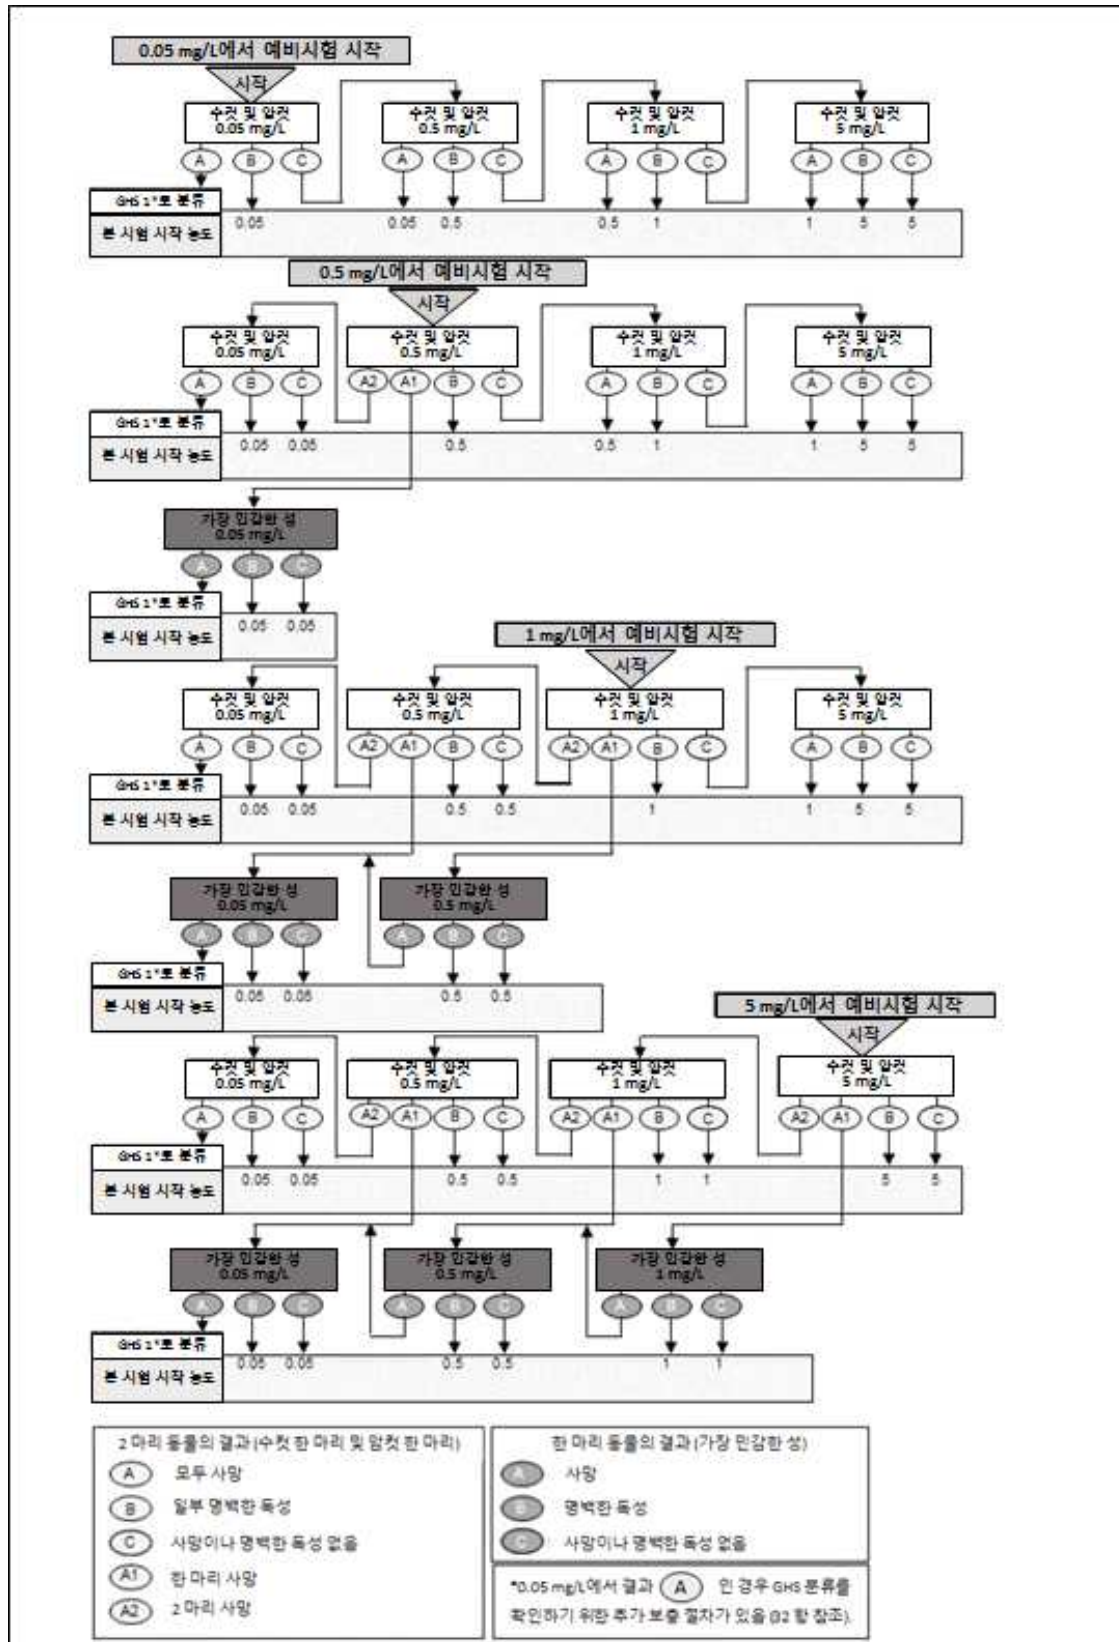 0.05 mg/L에서 예비시험 시작
시작
수컷 및 암컷 수컷 및 암컷 수컷 및 암컷 수컷 및 암컷
0.05 mg/L 0.5 mg/L 1 mg/L 5 mg/L
A B C A B C A B C A B C
GHS 1*로 분류
본 시험 시작 농도 0.05 0.05 0.5 0.5 1 1 5 5
0.5 mg/L에서 예비시험 시작
시작
수컷 및 암컷 수컷 및 암컷 수컷 및 암컷 수컷 및 암컷
0.05 mg/L 0.5 mg/L 1 mg/L 5 mg/L
A B C A2 A1 B C A B C A B C
GHS 1*로 분류
본 시험 시작 농도 0.05 0.05 0.5 0.5 1 1 5 5
가장 민감한 성
0.05 mg/L
A B C
GHS 1*로 분류
본 시험 시작 농도 0.05 0.05
1 mg/L에서 예비시험 시작
시작
수컷 및 암컷 수컷 및 암컷 수컷 및 암컷 수컷 및 암컷
0.05 mg/L 0.5 mg/L 1 mg/L 5 mg/L
A B C A2 A1 B C A2 A1 B C A B C
GHS 1*로 분류
본 시험 시작 농도 0.05 0.05 0.5 0.5 1 1 5 5
가장 민감한 성 가장 민감한 성
0.05 mg/L 0.5 mg/L
A B C A B C
GHS 1*로 분류
본 시험 시작 농도 0.05 0.05 0.5 0.5
5 mg/L에서 예비시험 시작
시작
수컷 및 암컷 수컷 및 암컷 수컷 및 암컷 수컷 및 암컷
0.05 mg/L 0.5 mg/L 1 mg/L 5 mg/L
A B C A2 A1 B C A2 A1 B C A2 A1 B C
GHS 1*로 분류
본 시험 시작 농도 0.05 0.05 0.5 0.5 1 1 5 5
가장 민감한 성 가장 민감한 성 가장 민감한 성
0.05 mg/L 0.5 mg/L 1 mg/L
A B C A B C A B C
GHS 1*로 분류
본 시험 시작 농도 0.05 0.05 0.5 0.5 1 1
2 마리 동물의 결과 (수컷 한 마리 및 암컷 한 마리)
A 모두 사망
B 일부 명백한 독성
C 사망이나 명백한 독성 없음
A1 한 마리 사망
A2 2 마리 사망
한 마리 동물의 결과 (가장 민감한 성)
A 사망
B 명백한 독성
C 사망이나 명백한 독성 없음
*0.05 mg/L에서 결과 A 인 경우 GHS 분류를
확인하기 위한 추가 보충 절차가 있음 (32 항 참조).